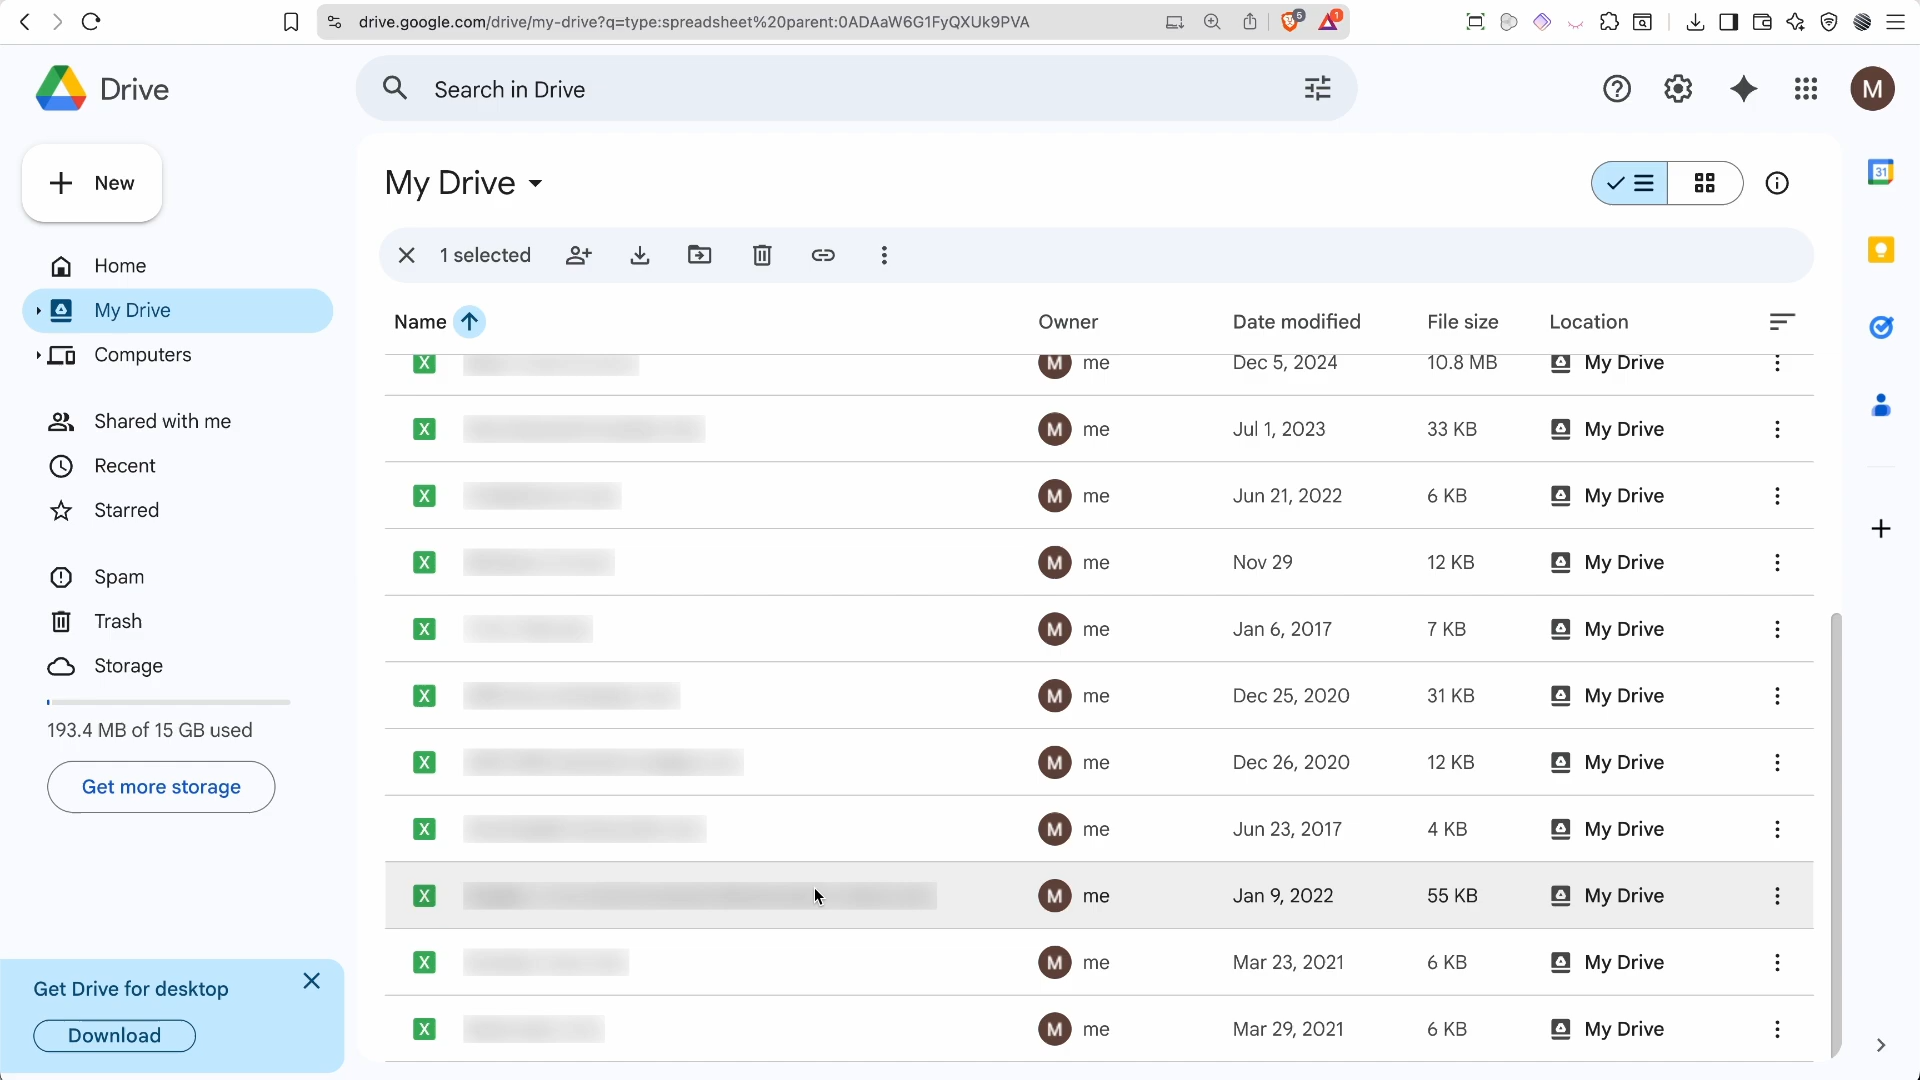 drive.google.com/drive/my-drive?q=type:spreadsheet%20parent:0ADAaW6G1FyQXUk9PVA
6
1
Drive
Search in Drive
M
New
My Drive
31
1 selected
Home
My Drive
Computers
Shared with me
Recent
Starred
Spam
Trash
Storage
193.4 MB of 15 GB used
Get more storage
Get Drive for desktop
Download
Name Owner Date modified File size Location
X M me Dec 5, 2024 10.8 MB My Drive
X M me Jul 1, 2023 33 KB My Drive
X M me Jun 21, 2022 6 KB My Drive
X M me Nov 29 12 KB My Drive
X M me Jan 6, 2017 7 KB My Drive
X M me Dec 25, 2020 31 KB My Drive
X M me Dec 26, 2020 12 KB My Drive
X M me Jun 23, 2017 4 KB My Drive
X M me Jan 9, 2022 55 KB My Drive
X M me Mar 23, 2021 6 KB My Drive
X M me Mar 29, 2021 6 KB My Drive